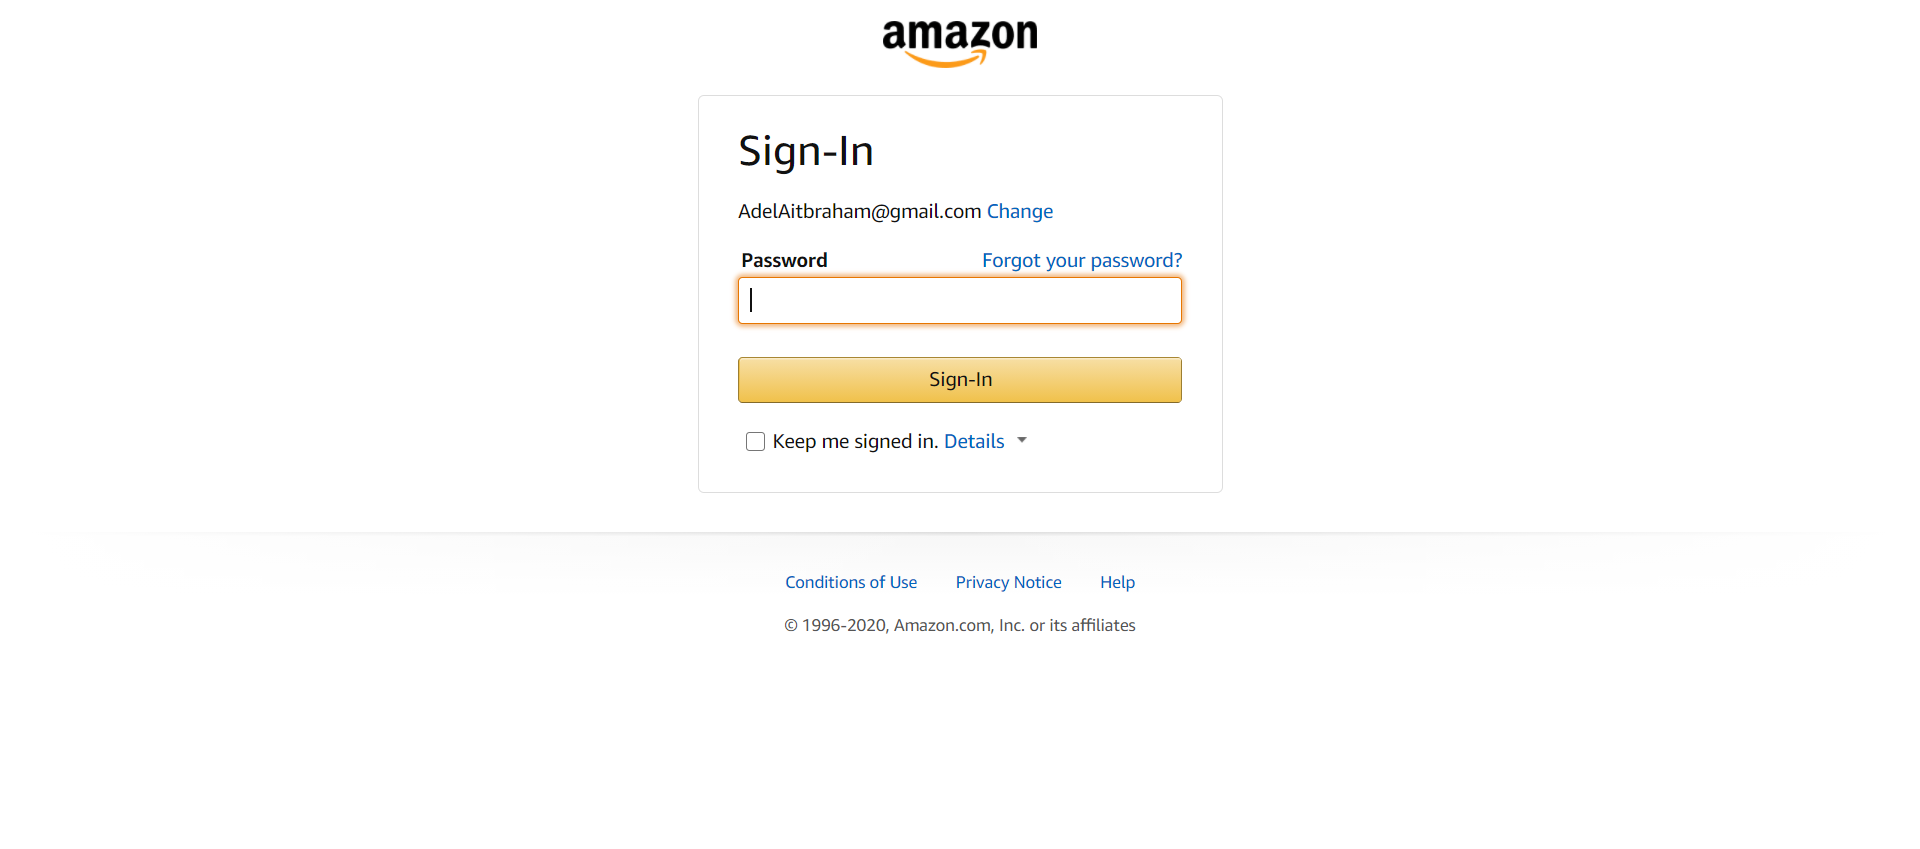 amazon
Sign-In
AdelAitbraham@gmail.com Change
Password Forgot your password?
Sign-In
Keep me signed in. Details
Conditions of Use Privacy Notice Help
© 1996-2020, Amazon.com, Inc. or its affiliates